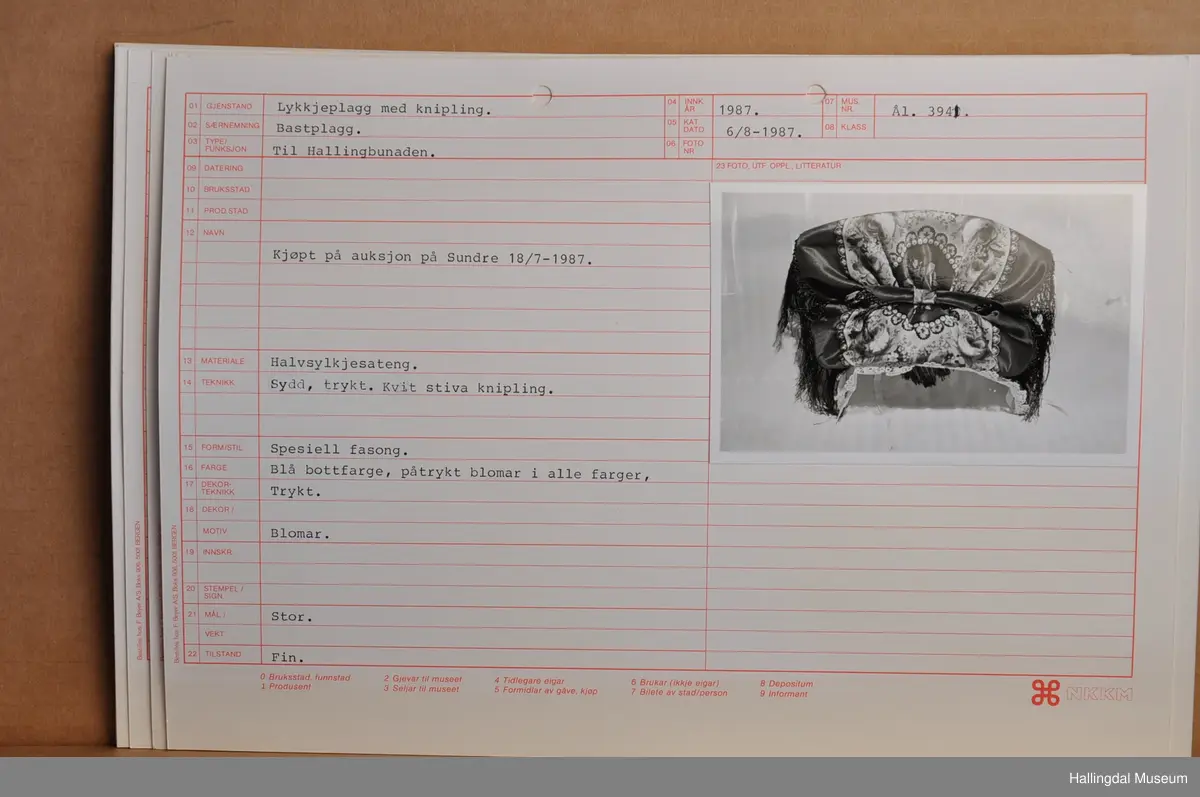 01 GJENSTAND Lykkjeplagg med knipling.
02 SÆRNEMNING Bastplagg.
03 TYPE/ FUNKSJON Til Hallingbunaden.
04 INNK ÅR 1987.
05 KAT DATO 6/8-1987.
06 FOTO NR
07 MUS. NR. Ål. 3941.
08 KLASS
09 DATERING
23 FOTO, UTF. OPPL., LITTERATUR
10 BRUKSSTAD
11 PROD.STAD
12 NAVN
Kjøpt på auksjon på Sundre 18/7-1987.
13 MATERIALE Halvsylkjesateng.
14 TEKNIKK Sydd, trykt. Kvit stiva knipling.
15 FORM/STIL Spesiell fasong.
16 FARGE Blå bottfarge, påtrykt blomar i alle farger,
17 DEKOR- TEKNIKK Trykt.
18 DEKOR /
MOTIV Blomar.
19 INNSKR.
20 STEMPEL / SIGN.
21 MÅL / Stor.
VEKT
22 TILSTAND Fin.
0 Bruksstad, funnstad
1 Produsent
2 Gjevar til museet
3 Seljar til museet
4 Tidlegare eigar
5 Formidlar av gåve, kjøp
6 Brukar (ikkje eigar)
7 Bilete av stad/person
8 Depositum
9 Informant
NKKM
Hallingdal Museum